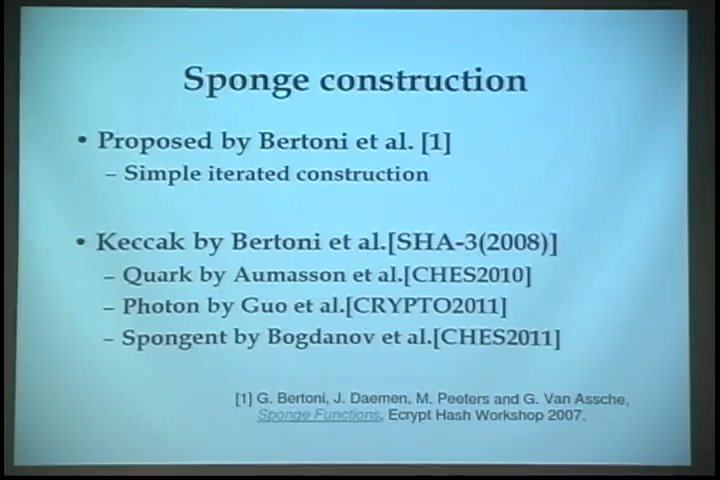 Sponge construction
• Proposed by Bertoni et al. [1]
– Simple iterated construction
• Keccak by Bertoni et al.[SHA-3(2008)]
– Quark by Aumasson et al.[CHES2010]
– Photon by Guo et al.[CRYPTO2011]
– Spongent by Bogdanov et al.[CHES2011]
[1] G. Bertoni, J. Daemen, M. Peeters and G. Van Assche,
Sponge Functions, Ecrypt Hash Workshop 2007.